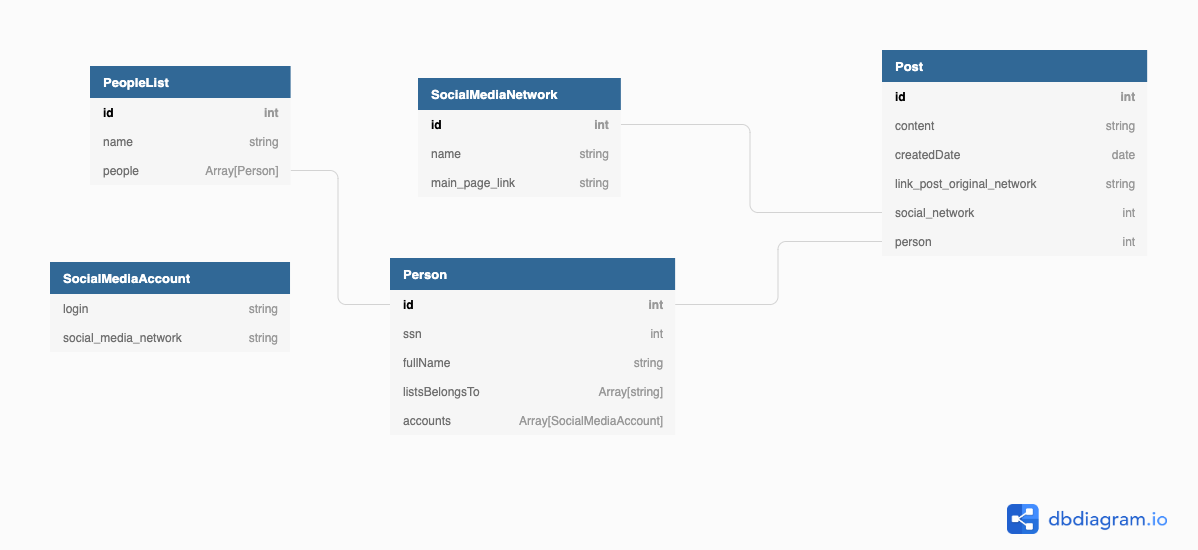 PeopleList
id int
name string
people Array[Person]
SocialMediaNetwork
id int
name string
main_page_link string
Post
id int
content string
createdDate date
link_post_original_network string
social_network int
person int
SocialMediaAccount
login string
social_media_network string
Person
id int
ssn int
fullName string
listsBelongsTo Array[string]
accounts Array[SocialMediaAccount]
dbdiagram.io